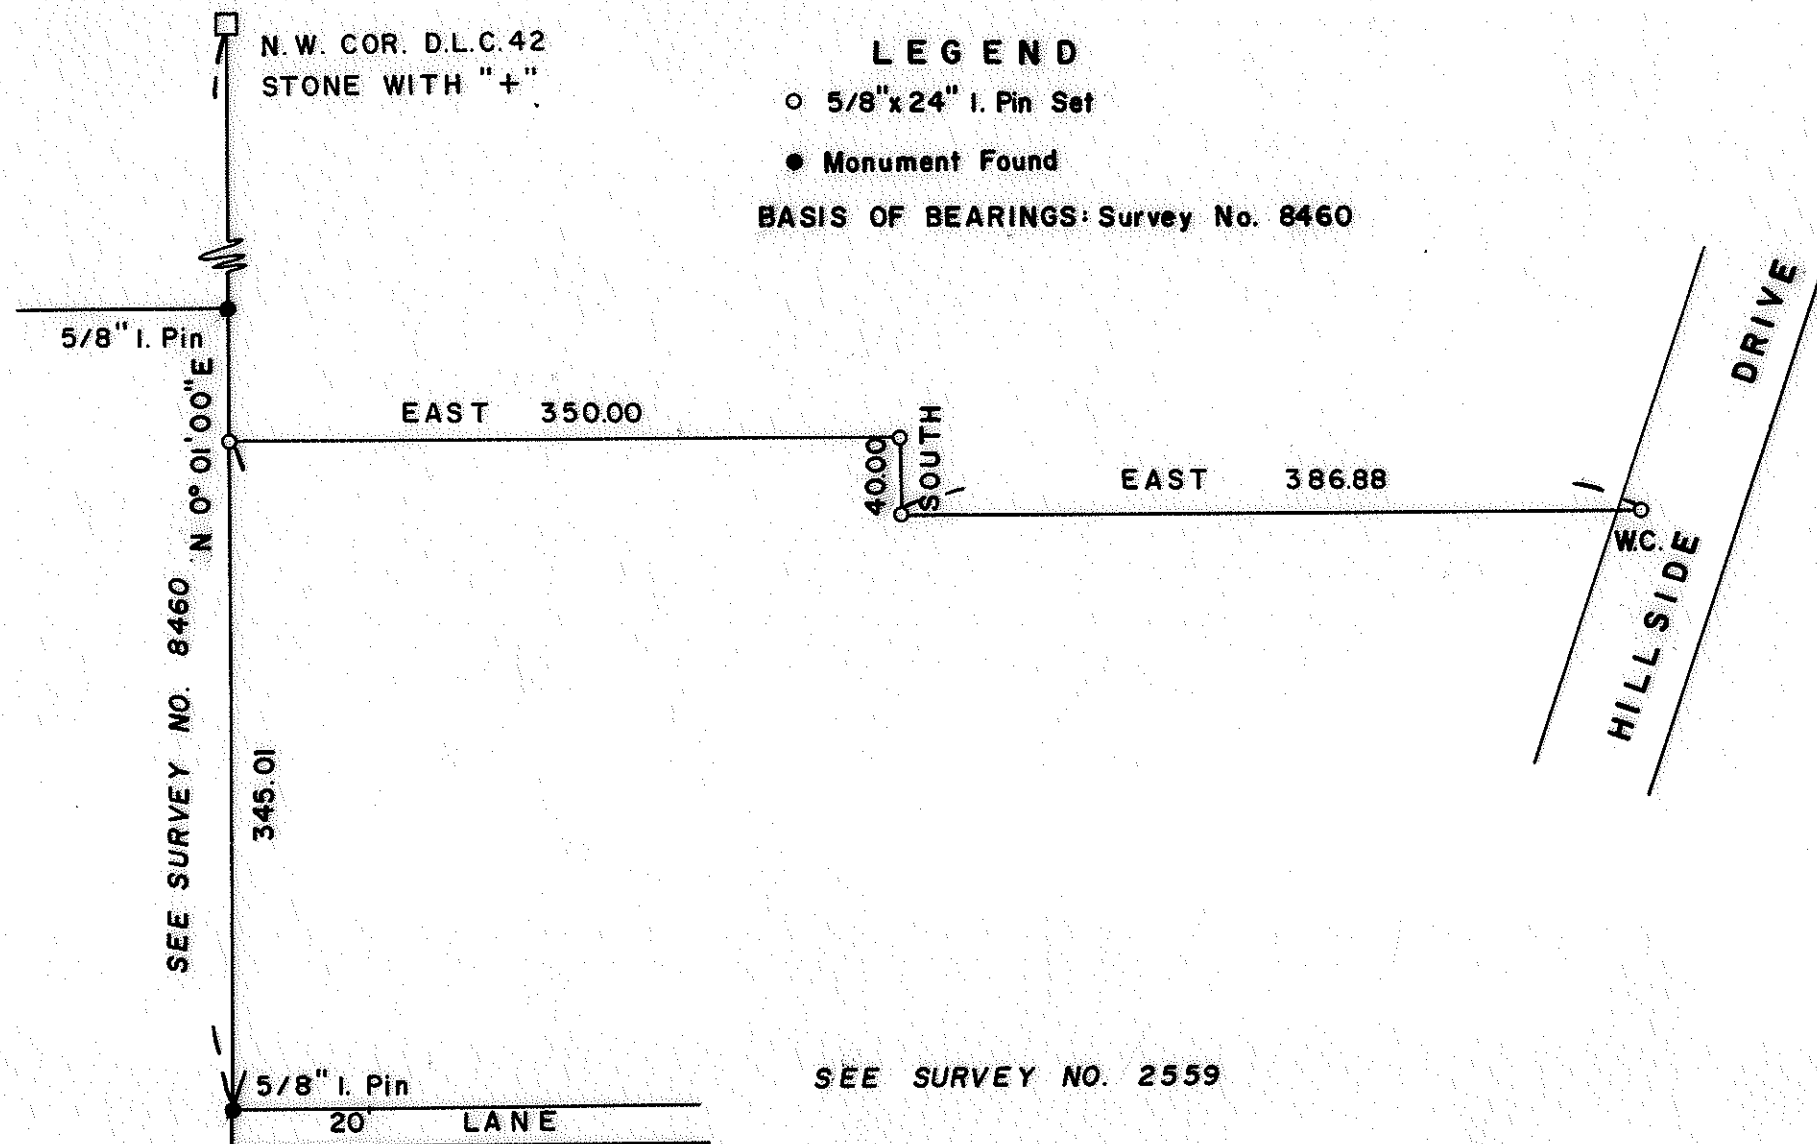 N.W. COR. D.L.C. 42
STONE WITH "+"
LEGEND
5/8"x 24" I. Pin Set
Monument Found
BASIS OF BEARINGS: Survey No. 8460
5/8" I. Pin
N 0° 01' 00" E
SEE SURVEY NO. 8460
EAST 350.00
40.00
SOUTH
EAST 386.88
W.C.
HILLSIDE DRIVE
345.01
5/8" I. Pin
20' LANE
SEE SURVEY NO. 2559